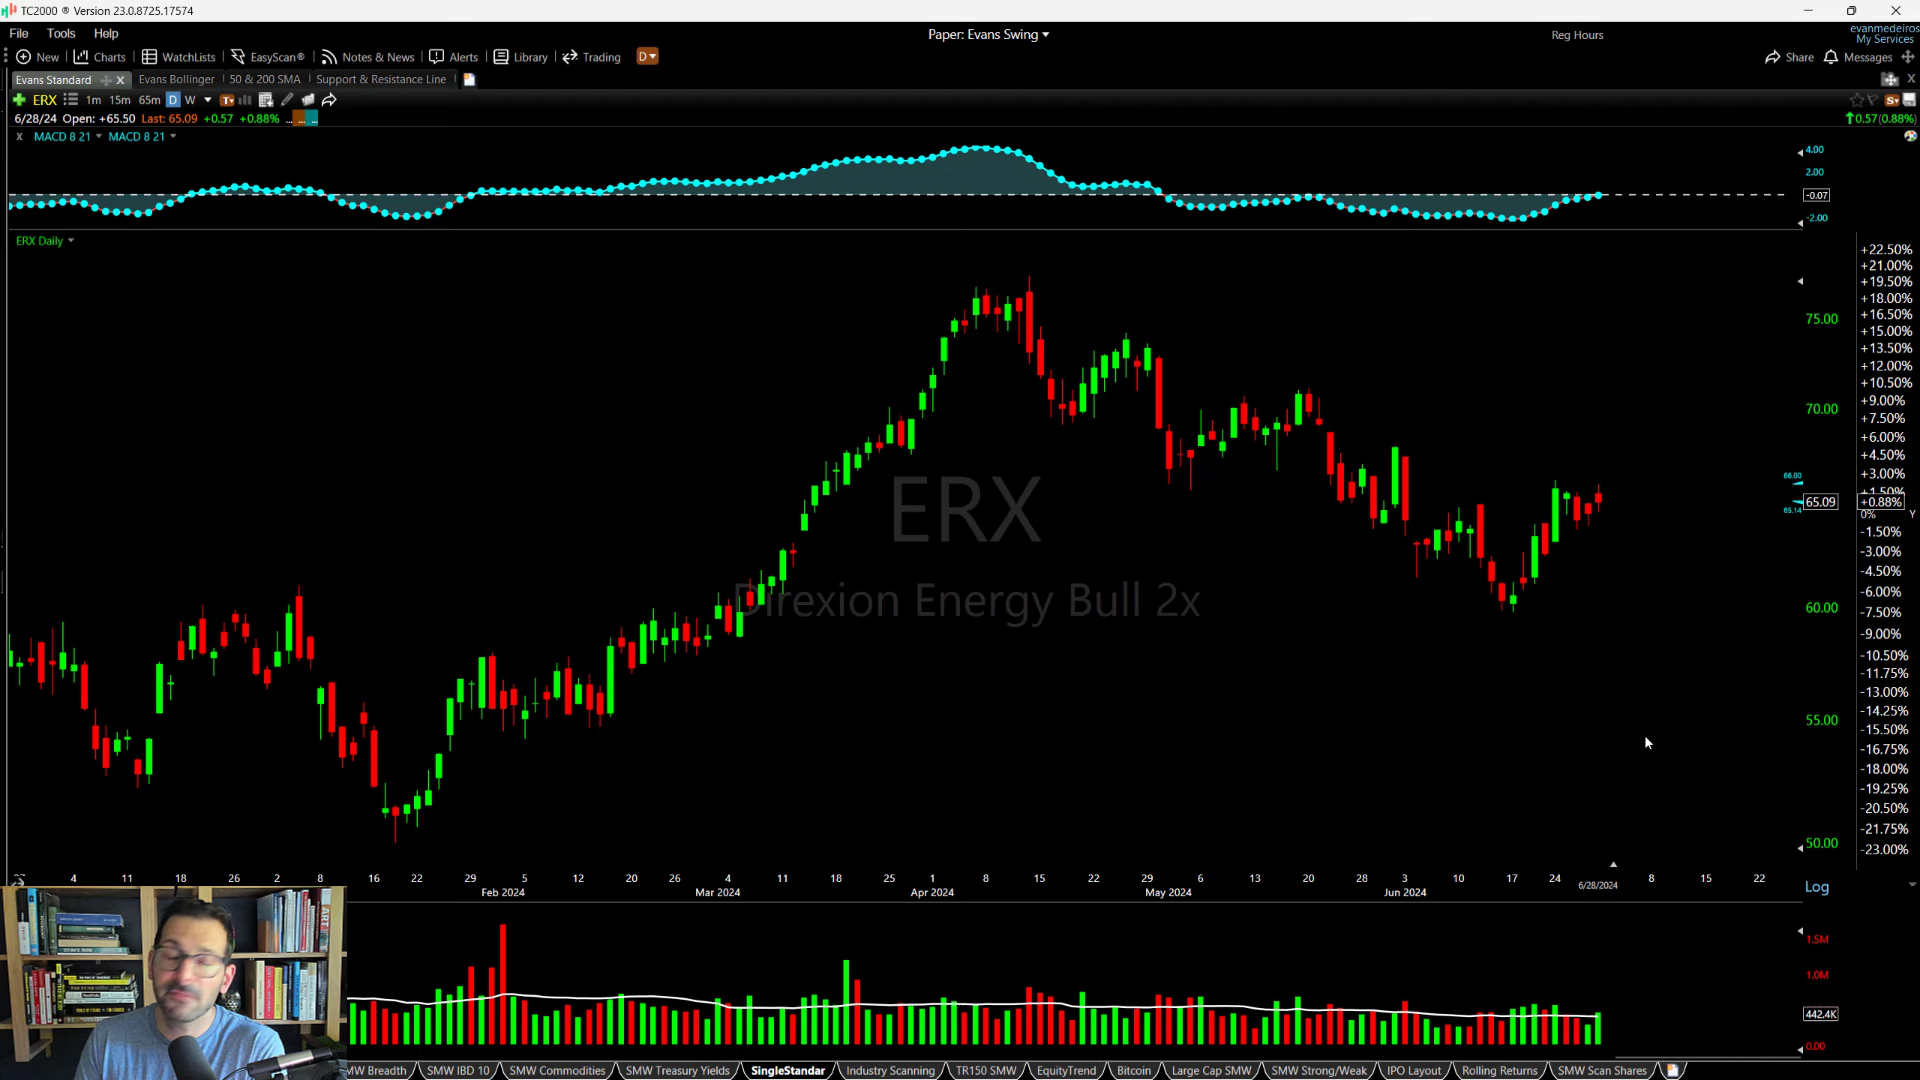 TC2000 ® Version 23.0.8725.17574
File Tools Help
Paper: Evans Swing
Reg Hours
evanmedeiros
My Services
New Charts WatchLists EasyScan® Notes & News Alerts Library Trading D
Share Messages
Evans Standard x Evans Bollinger 50 & 200 SMA Support & Resistance Line
ERX 1m 15m 65m D W T
6/28/24 Open: +65.50 Last: 65.09 +0.57 +0.88% ...
0.57(0.88%)
X MACD 8 21 MACD 8 21
4.00
2.00
-0.07
-2.00
ERX Daily
+22.50%
+21.00%
+19.50%
+18.00%
75.00
+16.50%
+15.00%
+13.50%
+12.00%
+10.50%
70.00
+9.00%
+7.50%
+6.00%
+4.50%
+3.00%
66.00
+1.50%
65.09
+0.88%
65.14
0%
Y
-1.50%
-3.00%
-4.50%
-6.00%
60.00
-7.50%
-9.00%
-10.50%
-11.75%
-13.00%
-14.25%
55.00
-15.50%
-16.75%
-18.00%
-19.25%
-20.50%
-21.75%
50.00
-23.00%
ERX
Direxion Energy Bull 2x
4 11 18 26 2 8 16 22 29 5 12 20 26 4 11 18 25 1 8 15 22 29 6 13 20 28 3 10 17 24 6/28/2024 8 15 22
Feb 2024 Mar 2024 Apr 2024 May 2024 Jun 2024
Log
1.5M
1.0M
442.4K
0.00
ART
MW Breadth SMW IBD 10 SMW Commodities SMW Treasury Yields SingleStandar Industry Scanning TR150 SMW EquityTrend Bitcoin Large Cap SMW SMW Strong/Weak IPO Layout Rolling Returns SMW Scan Shares